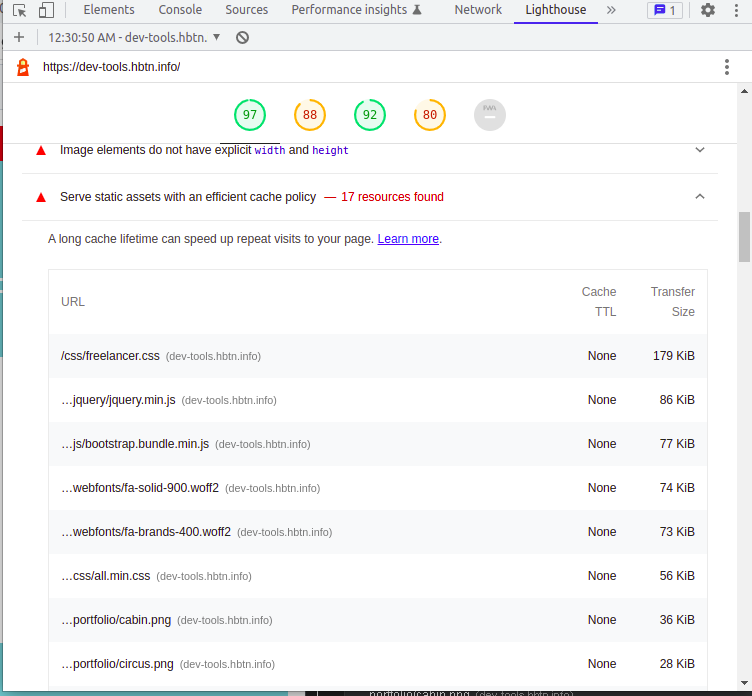 Elements Console Sources Performance insights Network Lighthouse 1
12:30:50 AM - dev-tools.hbtn.
https://dev-tools.hbtn.info/
97 88 92 80 PWA
Image elements do not have explicit width and height
Serve static assets with an efficient cache policy — 17 resources found
A long cache lifetime can speed up repeat visits to your page. Learn more.
URL Cache TTL Transfer Size
/css/freelancer.css (dev-tools.hbtn.info) None 179 KiB
…jquery/jquery.min.js (dev-tools.hbtn.info) None 86 KiB
…js/bootstrap.bundle.min.js (dev-tools.hbtn.info) None 77 KiB
…webfonts/fa-solid-900.woff2 (dev-tools.hbtn.info) None 74 KiB
…webfonts/fa-brands-400.woff2 (dev-tools.hbtn.info) None 73 KiB
…css/all.min.css (dev-tools.hbtn.info) None 56 KiB
…portfolio/cabin.png (dev-tools.hbtn.info) None 36 KiB
…portfolio/circus.png (dev-tools.hbtn.info) None 28 KiB
portfolio/cabin.png (dev-tools.hbtn.info)